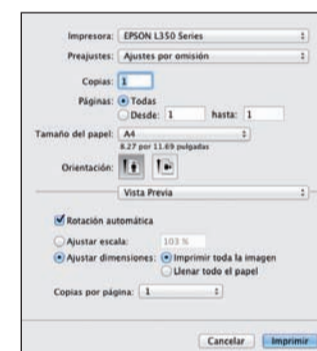 Impresora: EPSON L350 Series
Preajustes: Ajustes por omisión
Copias: 1
Páginas: Todas
Desde: 1 hasta: 1
Tamaño del papel: A4
8.27 por 11.69 pulgadas
Orientación:
Vista Previa
Rotación automática
Ajustar escala: 103 %
Ajustar dimensiones: Imprimir toda la imagen
Llenar todo el papel
Copias por página: 1
Cancelar Imprimir